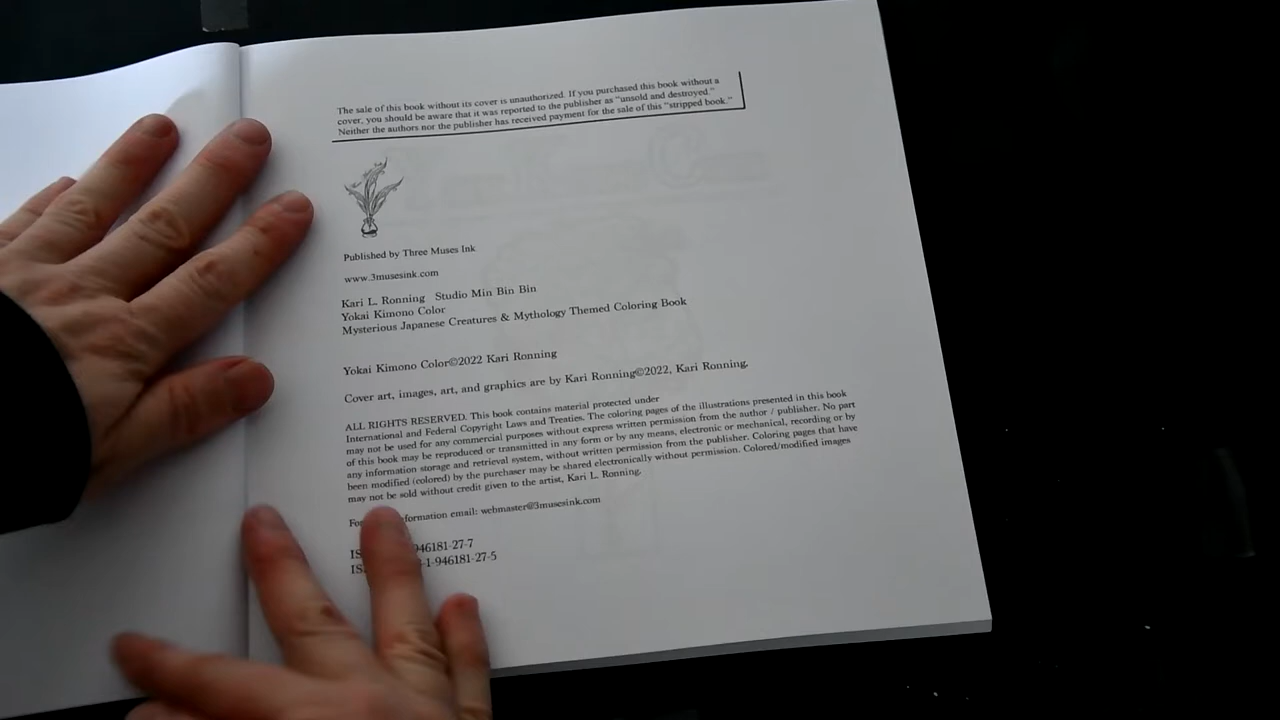 The sale of this book without its cover is unauthorized. If you purchased this book without a
cover, you should be aware that it was reported to the publisher as "unsold and destroyed."
Neither the authors nor the publisher has received payment for the sale of this "stripped book."
Published by Three Muses Ink
www.3musesink.com
Kari L. Ronning Studio Min Bin Bin
Yokai Kimono Color
Mysterious Japanese Creatures & Mythology Themed Coloring Book
Yokai Kimono Color©2022 Kari Ronning
Cover art, images, art, and graphics are by Kari Ronning©2022, Kari Ronning.
ALL RIGHTS RESERVED. This book contains material protected under
International and Federal Copyright Laws and Treaties. The coloring pages of the illustrations presented in this book
may not be used for any commercial purposes without express written permission from the author / publisher. No part
of this book may be reproduced or transmitted in any form or by any means, electronic or mechanical, recording or by
any information storage and retrieval system, without written permission from the publisher. Coloring pages that have
been modified (colored) by the purchaser may be shared electronically without permission. Colored/modified images
may not be sold without credit given to the artist, Kari L. Ronning.
formation email: webmaster@3musesink.com
946181-27-7
-1-946181-27-5